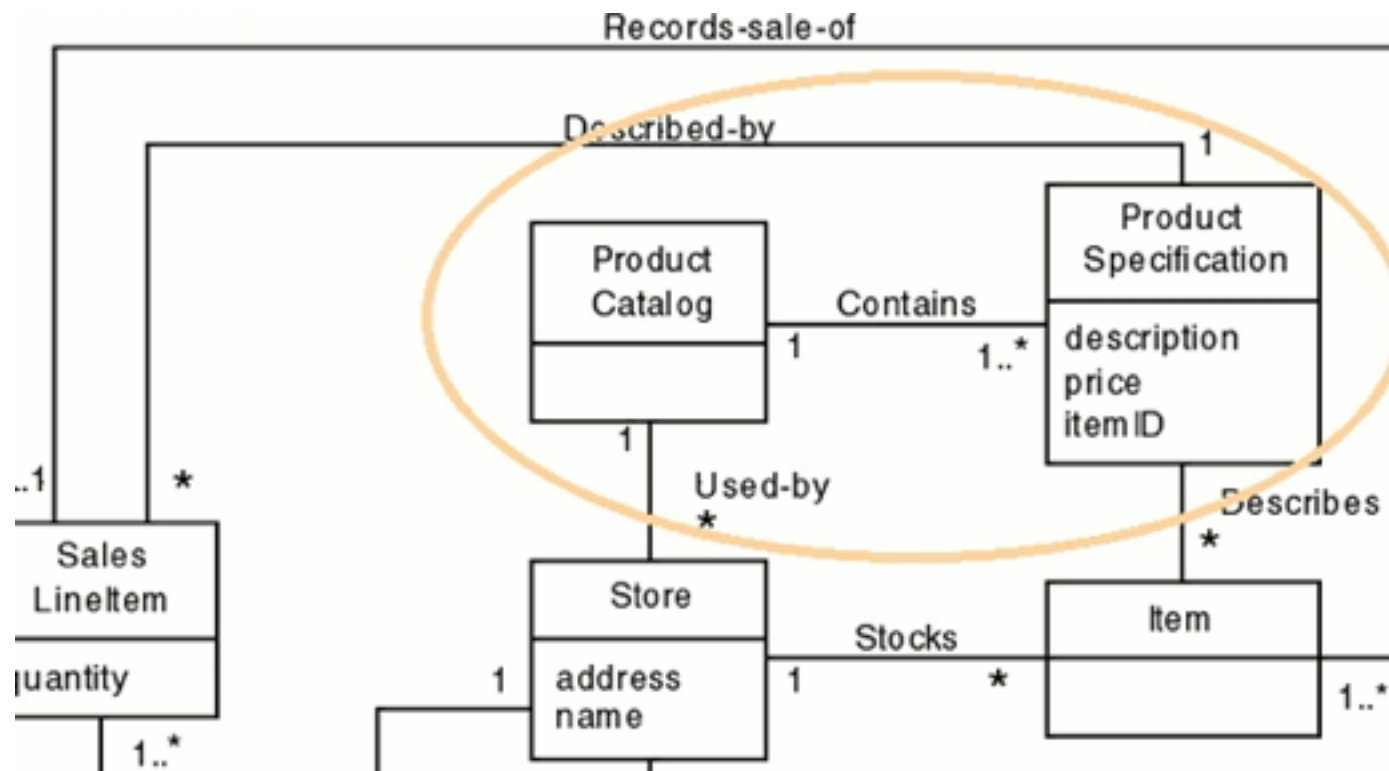 Records-sale-of
Described-by
1
Product
Specification
Product
Catalog
Contains
1
1..*
description
price
itemID
1
Used-by
*
..1
*
Describes
*
Sales
LineItem
quantity
1..*
Store
address
name
1
Stocks
1
*
Item
1..*